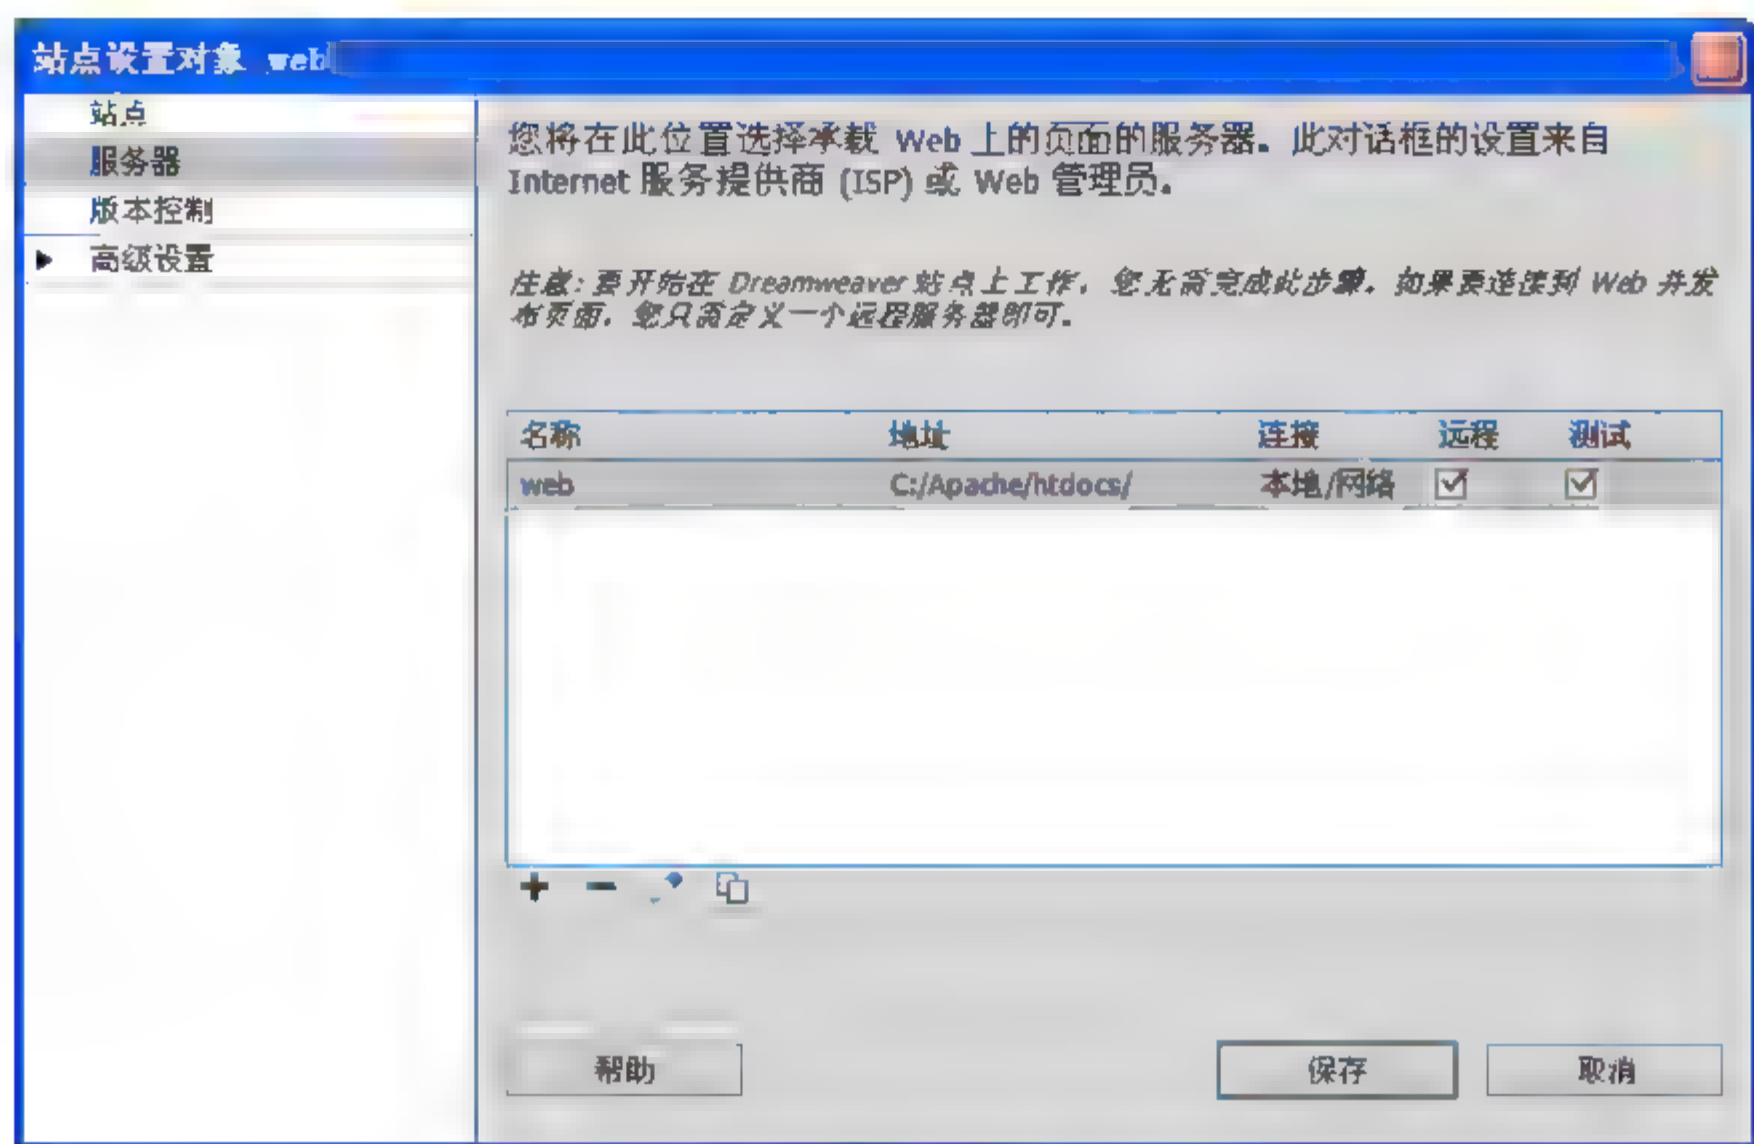 站点设置对象 web
站点
服务器
版本控制
高级设置
您将在此位置选择承载 Web 上的页面的服务器。此对话框的设置来自
Internet 服务提供商 (ISP) 或 Web 管理员。
注意:要开始在 Dreamweaver 站点上工作，您无需完成此步骤。如果要连接到 Web 并发
布页面，您只需定义一个远程服务器即可。
名称 地址 连接 远程 测试
web C:/Apache/htdocs/ 本地/网络
帮助 保存 取消